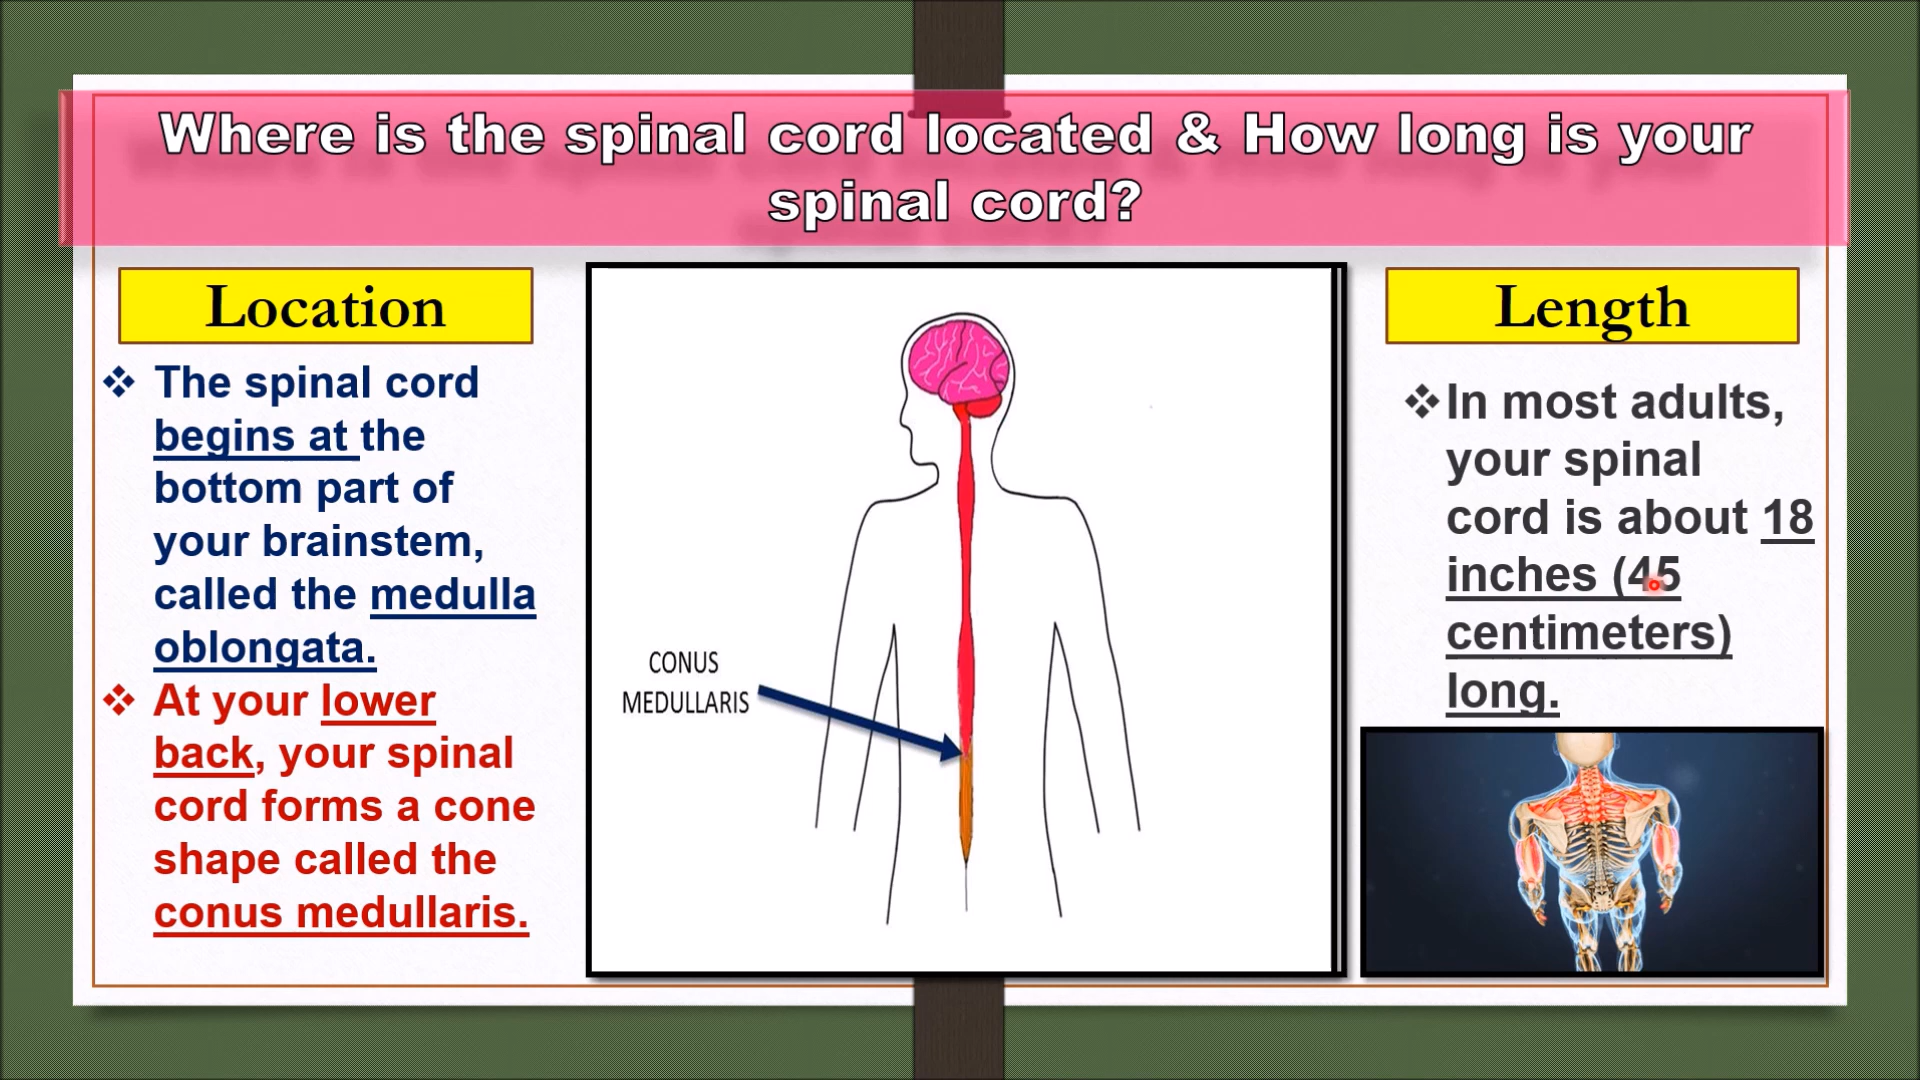 Where is the spinal cord located & How long is your
spinal cord?
Location
❖ The spinal cord
begins at the
bottom part of
your brainstem,
called the medulla
oblongata.
❖ At your lower
back, your spinal
cord forms a cone
shape called the
conus medullaris.
CONUS
MEDULLARIS
Length
❖In most adults,
your spinal
cord is about 18
inches (45
centimeters)
long.